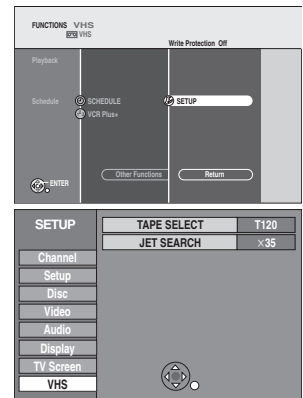 FUNCTIONS VHS
VHS
Write Protection Off
Playback
Schedule
SCHEDULE
VCR Plus+
SETUP
Other Functions
Return
ENTER
SETUP
TAPE SELECT T120
JET SEARCH ×35
Channel
Setup
Disc
Video
Audio
Display
TV Screen
VHS